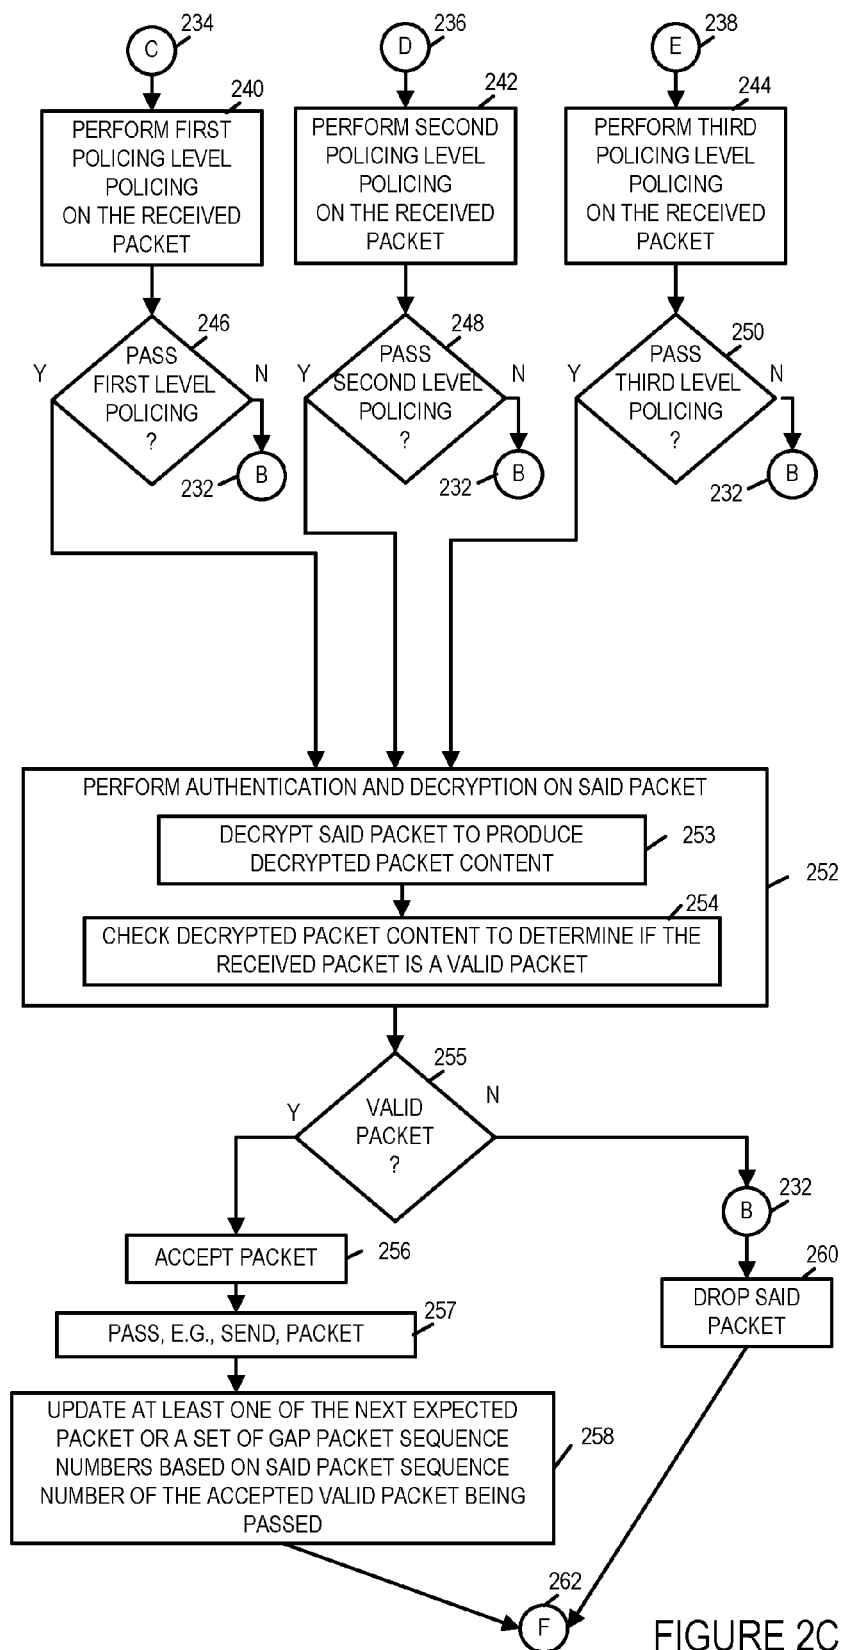 C
234
D
236
E
238
240
PERFORM FIRST
POLICING LEVEL
POLICING
ON THE RECEIVED
PACKET
242
PERFORM SECOND
POLICING LEVEL
POLICING
ON THE RECEIVED
PACKET
244
PERFORM THIRD
POLICING LEVEL
POLICING
ON THE RECEIVED
PACKET
246
Y
PASS
FIRST LEVEL
POLICING
?
N
232
B
248
Y
PASS
SECOND LEVEL
POLICING
?
N
232
B
250
Y
PASS
THIRD LEVEL
POLICING
?
N
232
B
PERFORM AUTHENTICATION AND DECRYPTION ON SAID PACKET
DECRYPT SAID PACKET TO PRODUCE
DECRYPTED PACKET CONTENT
253
252
254
CHECK DECRYPTED PACKET CONTENT TO DETERMINE IF THE
RECEIVED PACKET IS A VALID PACKET
255
Y
VALID
PACKET
?
N
B
232
ACCEPT PACKET
256
260
DROP SAID
PACKET
PASS, E.G., SEND, PACKET
257
UPDATE AT LEAST ONE OF THE NEXT EXPECTED
PACKET OR A SET OF GAP PACKET SEQUENCE
NUMBERS BASED ON SAID PACKET SEQUENCE
NUMBER OF THE ACCEPTED VALID PACKET BEING
PASSED
258
262
F
FIGURE 2C